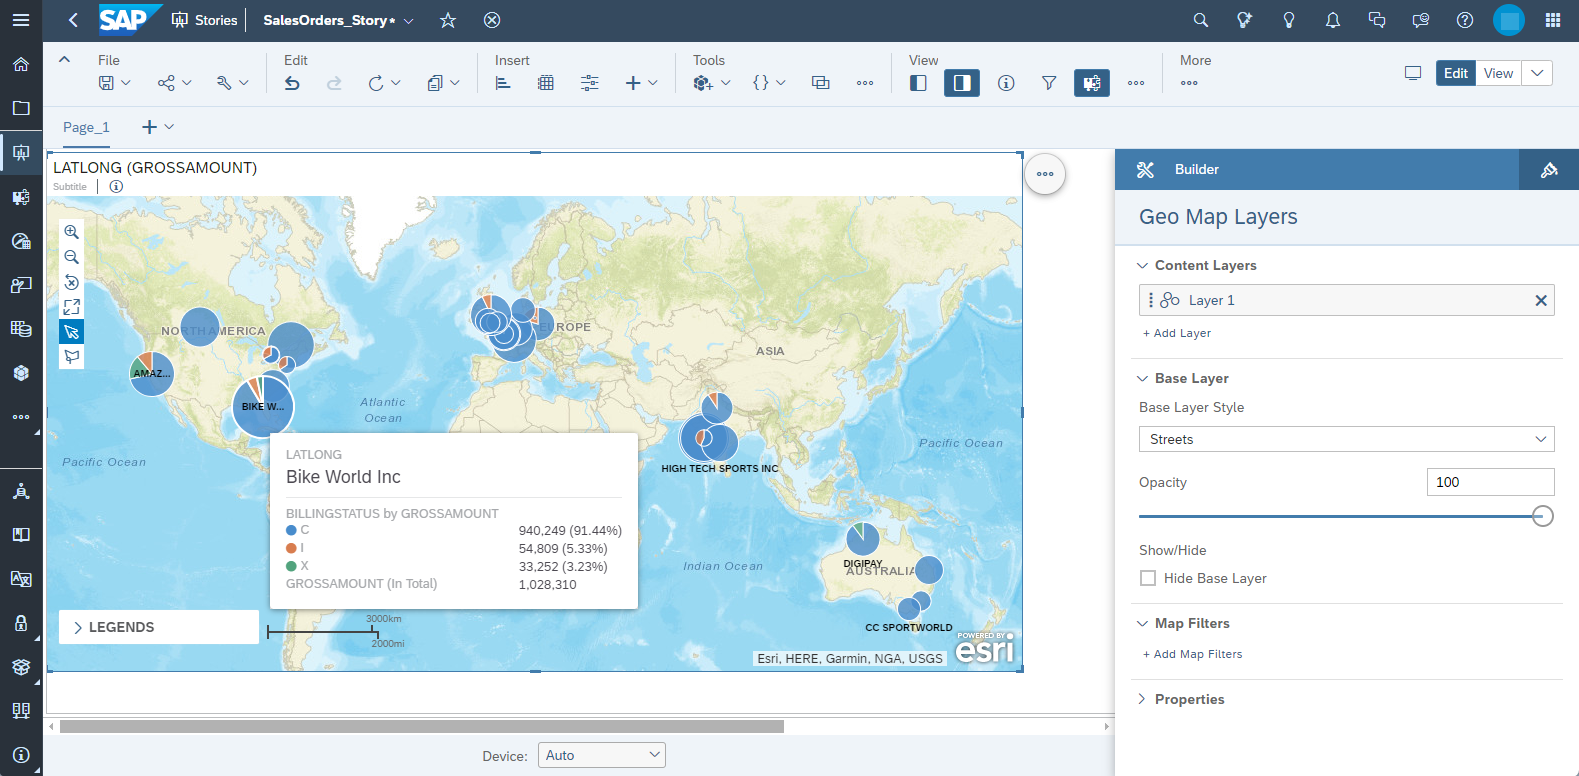 SAP Stories SalesOrders_Story*
File Edit Insert Tools View More
Edit View
Page_1
LATLONG (GROSSAMOUNT)
Subtitle
NORTH AMERICA
EUROPE
ASIA
AMAZ...
BIKE W...
Atlantic
Ocean
Pacific Ocean
Pacific Ocean
HIGH TECH SPORTS INC
LATLONG
Bike World Inc
BILLINGSTATUS by GROSSAMOUNT
C 940,249 (91.44%)
I 54,809 (5.33%)
X 33,252 (3.23%)
GROSSAMOUNT (In Total) 1,028,310
Indian Ocean
DIGIPAY
AUSTRALIA
CC SPORTWORLD
LEGENDS
3000km
2000mi
POWERED BY
esri
Esri, HERE, Garmin, NGA, USGS
Device: Auto
Builder
Geo Map Layers
Content Layers
Layer 1
+ Add Layer
Base Layer
Base Layer Style
Streets
Opacity 100
Show/Hide
Hide Base Layer
Map Filters
+ Add Map Filters
Properties